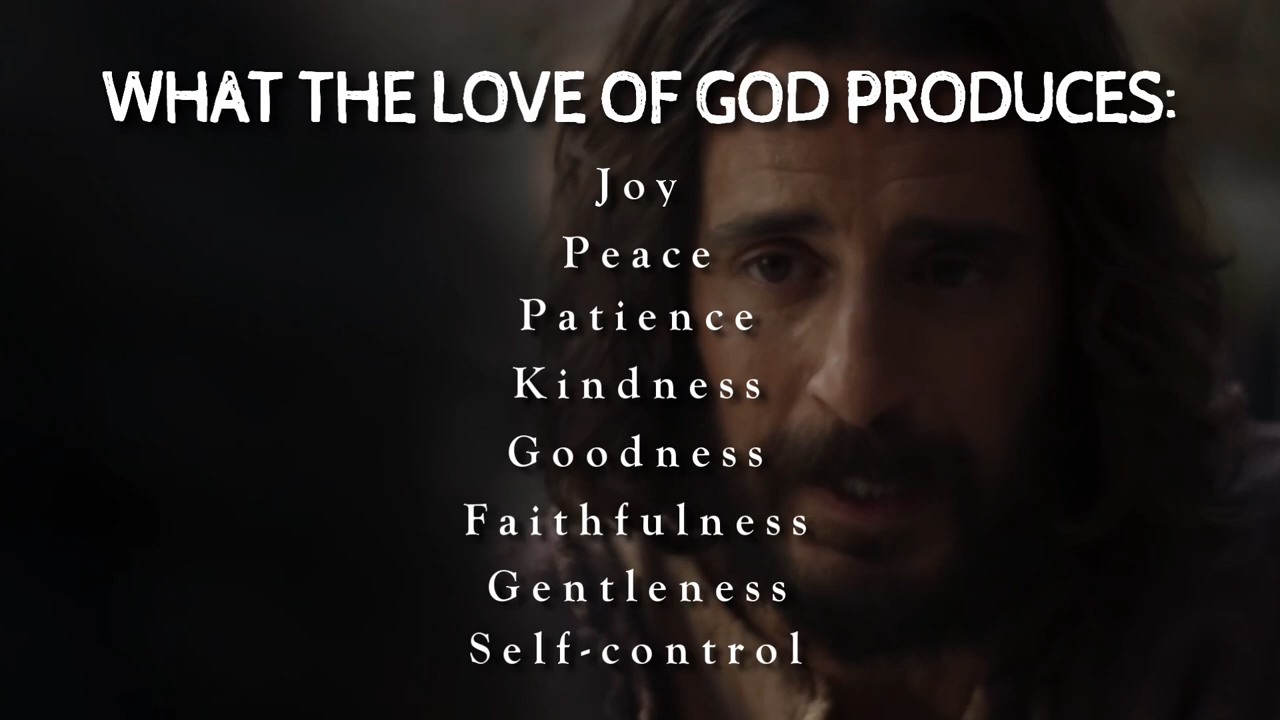 WHAT THE LOVE OF GOD PRODUCES:
Joy
Peace
Patience
Kindness
Goodness
Faithfulness
Gentleness
Self-control